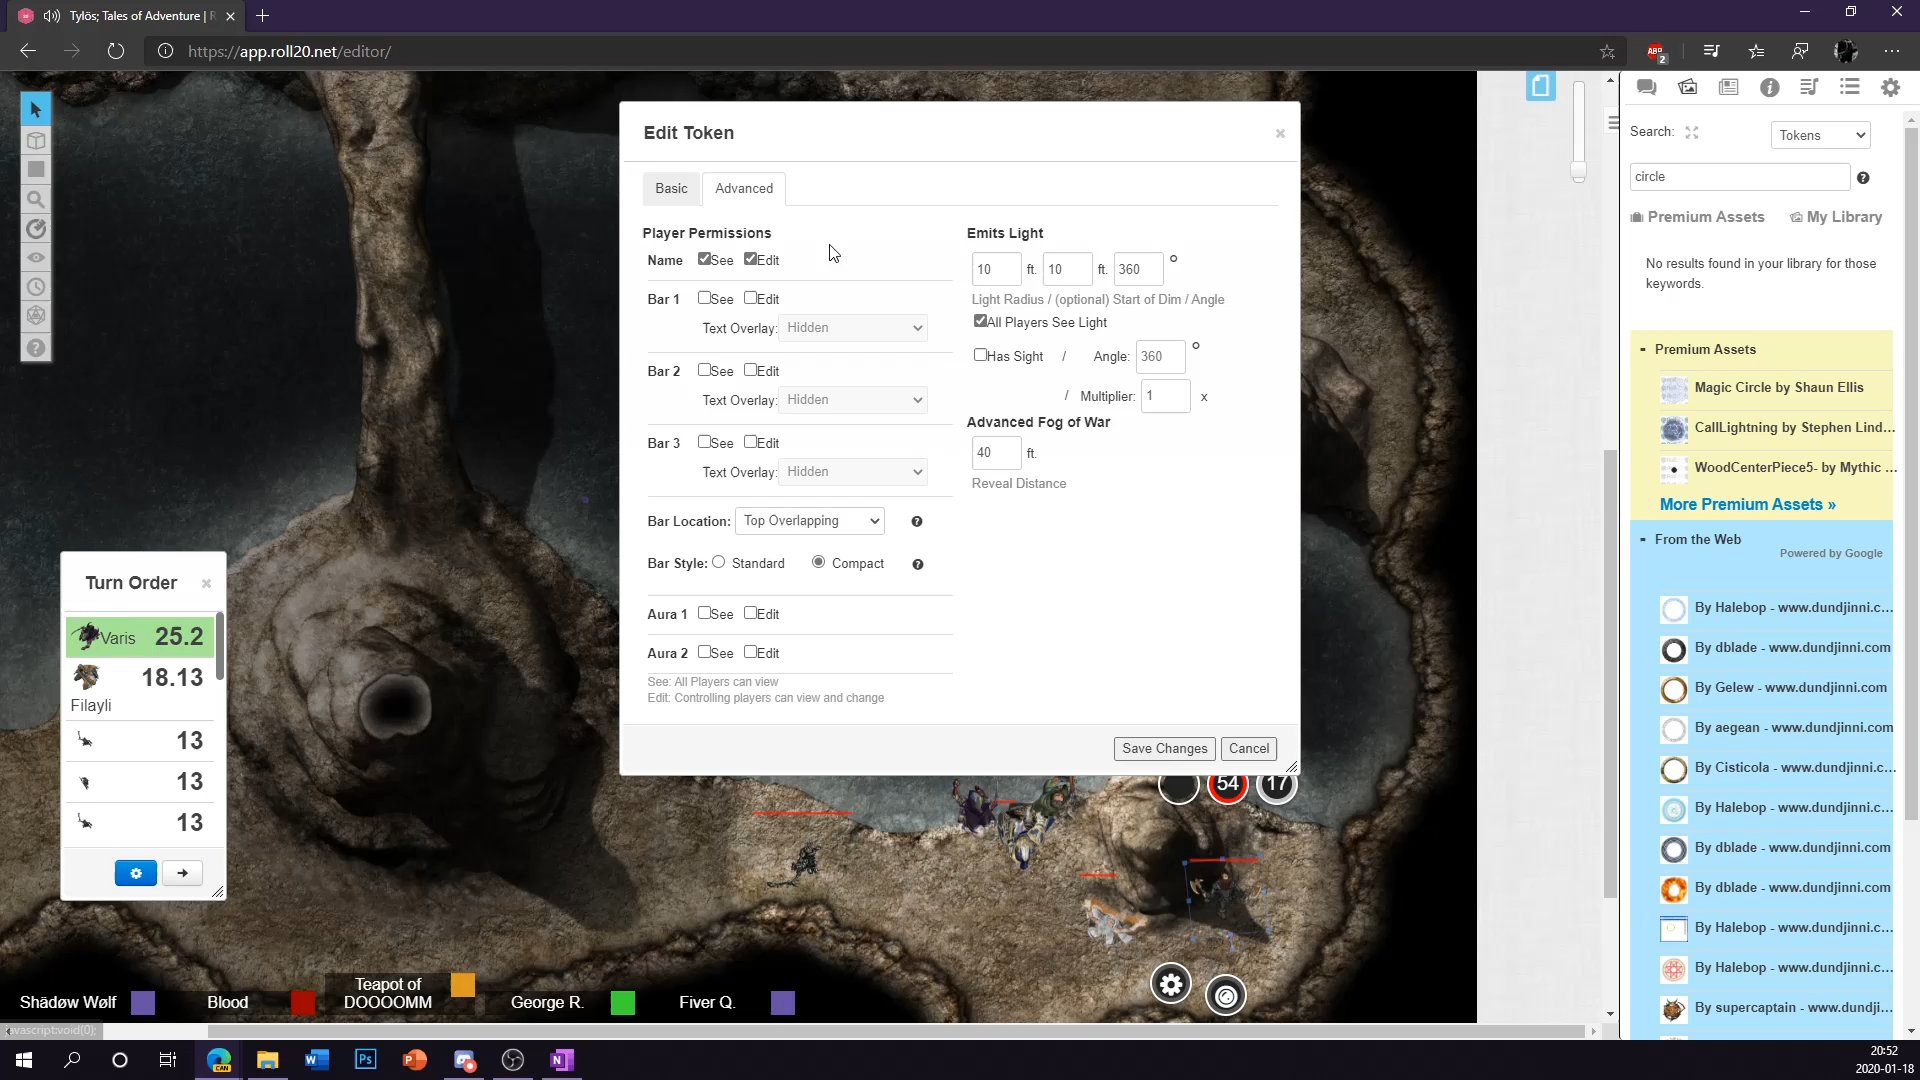 Tylös; Tales of Adventure | R
https://app.roll20.net/editor/
ABP
2
Edit Token
Basic
Advanced
Player Permissions
Name See Edit
Bar 1 See Edit
Text Overlay: Hidden
Bar 2 See Edit
Text Overlay: Hidden
Bar 3 See Edit
Text Overlay: Hidden
Bar Location: Top Overlapping
Bar Style: Standard Compact
Aura 1 See Edit
Aura 2 See Edit
See: All Players can view
Edit: Controlling players can view and change
Emits Light
10 ft. 10 ft. 360 °
Light Radius / (optional) Start of Dim / Angle
All Players See Light
Has Sight / Angle: 360 °
/ Multiplier: 1 x
Advanced Fog of War
40 ft.
Reveal Distance
Save Changes
Cancel
Turn Order
Varis 25.2
18.13
Filayli
13
13
13
54
17
Shädøw Wølf
Blood
Teapot of
DOOOOMM
George R.
Fiver Q.
javascript:void(0);
Search:
Tokens
circle
Premium Assets
My Library
No results found in your library for those
keywords.
- Premium Assets
Magic Circle by Shaun Ellis
CallLightning by Stephen Lind...
WoodCenterPiece5- by Mythic ...
More Premium Assets »
- From the Web
Powered by Google
By Halebop - www.dundjinni.c...
By dblade - www.dundjinni.com
By Gelew - www.dundjinni.com
By aegean - www.dundjinni.com
By Cisticola - www.dundjinni.c...
By Halebop - www.dundjinni.c...
By dblade - www.dundjinni.com
By dblade - www.dundjinni.com
By Halebop - www.dundjinni.c...
By Halebop - www.dundjinni.c...
By supercaptain - www.dundji...
CAN
W
Ps
P
N
20:52
2020-01-18